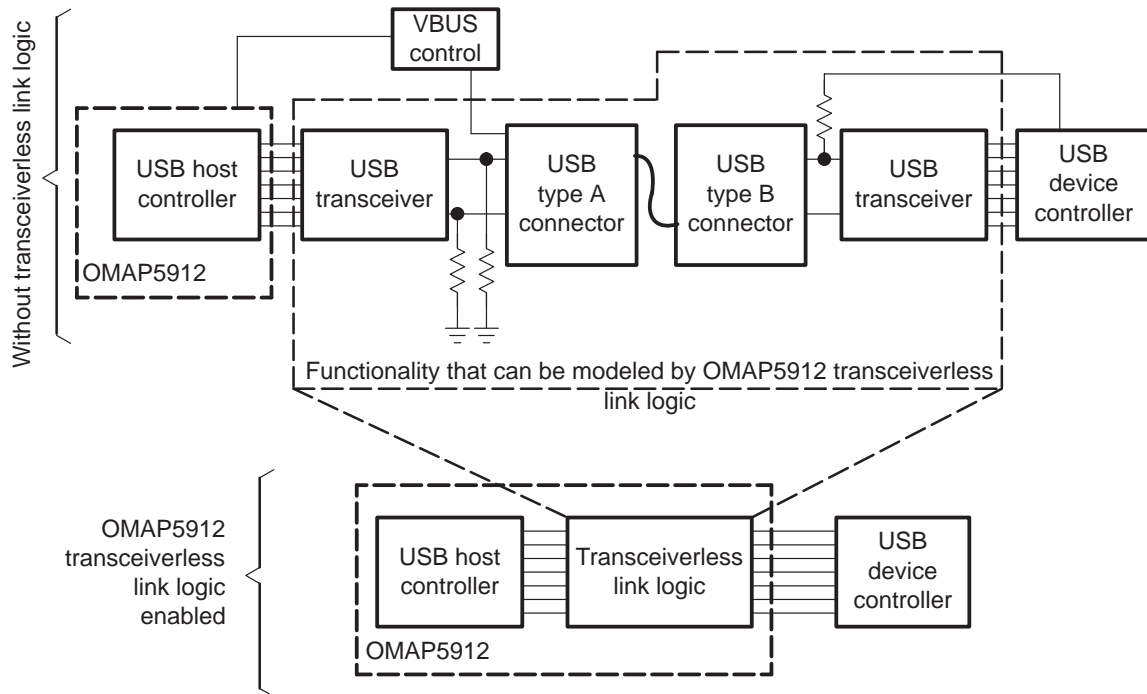 Without transceiverless link logic
VBUS
control
USB host
controller
USB
transceiver
USB
type A
connector
USB
type B
connector
USB
transceiver
USB
device
controller
OMAP5912
Functionality that can be modeled by OMAP5912 transceiverless
link logic
OMAP5912
transceiverless
link logic
enabled
USB host
controller
Transceiverless
link logic
USB
device
controller
OMAP5912